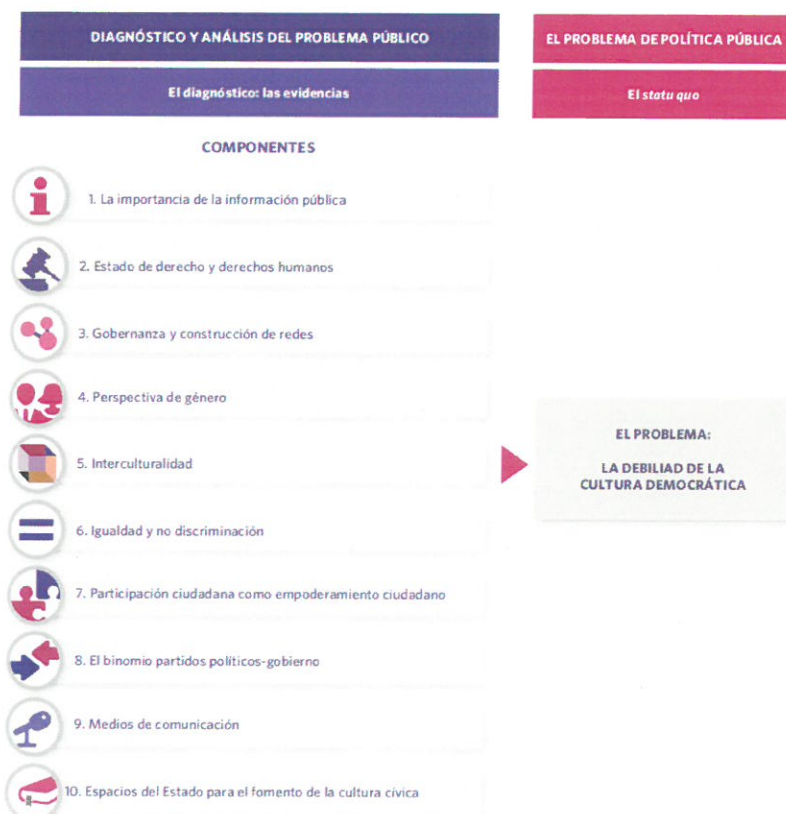 DIAGNÓSTICO Y ANÁLISIS DEL PROBLEMA PÚBLICO
El diagnóstico: las evidencias
COMPONENTES
1. La importancia de la información pública
2. Estado de derecho y derechos humanos
3. Gobernanza y construcción de redes
4. Perspectiva de género
5. Interculturalidad
6. Igualdad y no discriminación
7. Participación ciudadana como empoderamiento ciudadano
8. El binomio partidos políticos-gobierno
9. Medios de comunicación
10. Espacios del Estado para el fomento de la cultura cívica
EL PROBLEMA DE POLÍTICA PÚBLICA
El statu quo
EL PROBLEMA:
LA DEBILIAD DE LA
CULTURA DEMOCRÁTICA